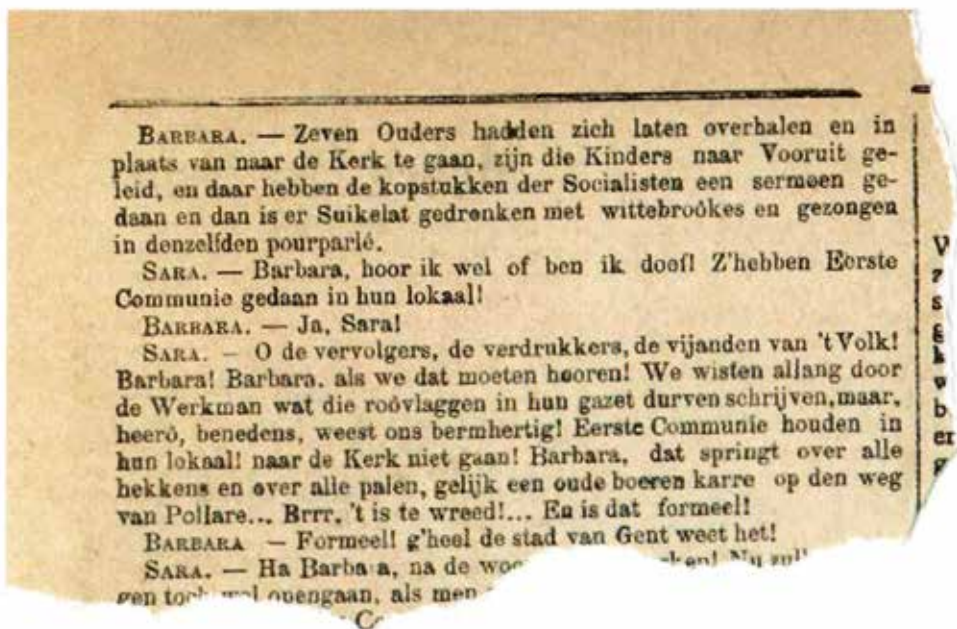 BARBARA. — Zeven Ouders hadden zich laten overhalen en in
plaats van naar de Kerk te gaan, zijn die Kinders naar Vooruit ge-
leid, en daar hebben de kopstukken der Socialisten een sermoen ge-
daan en dan is er Suikelat gedronken met wittebroôkes en gezongen
in denzelfden pourparlé.
SARA. — Barbara, hoor ik wel of ben ik doof! Z'hebben Eerste
Communie gedaan in hun lokaal!
BARBARA. — Ja, Sara!
SARA. — O de vervolgers, de verdrukkers, de vijanden van 't Volk!
Barbara! Barbara. als we dat moeten hooren! We wisten allang door
de Werkman wat die roôvlaggen in hun gazet durven schrijven, maar,
heerô, benedens, weest ons bermhertig! Eerste Communie houden in
hun lokaal! naar de Kerk niet gaan! Barbara, dat springt over alle
hekkens en over alle palen, gelijk een oude boeren karre op den weg
van Pollare... Brrr, 't is te wreed!... En is dat formeel!
BARBARA — Formeel! g'heel de stad van Gent weet het!
SARA. — Ha Barbara, na de
gen toch wel opengaan, als men